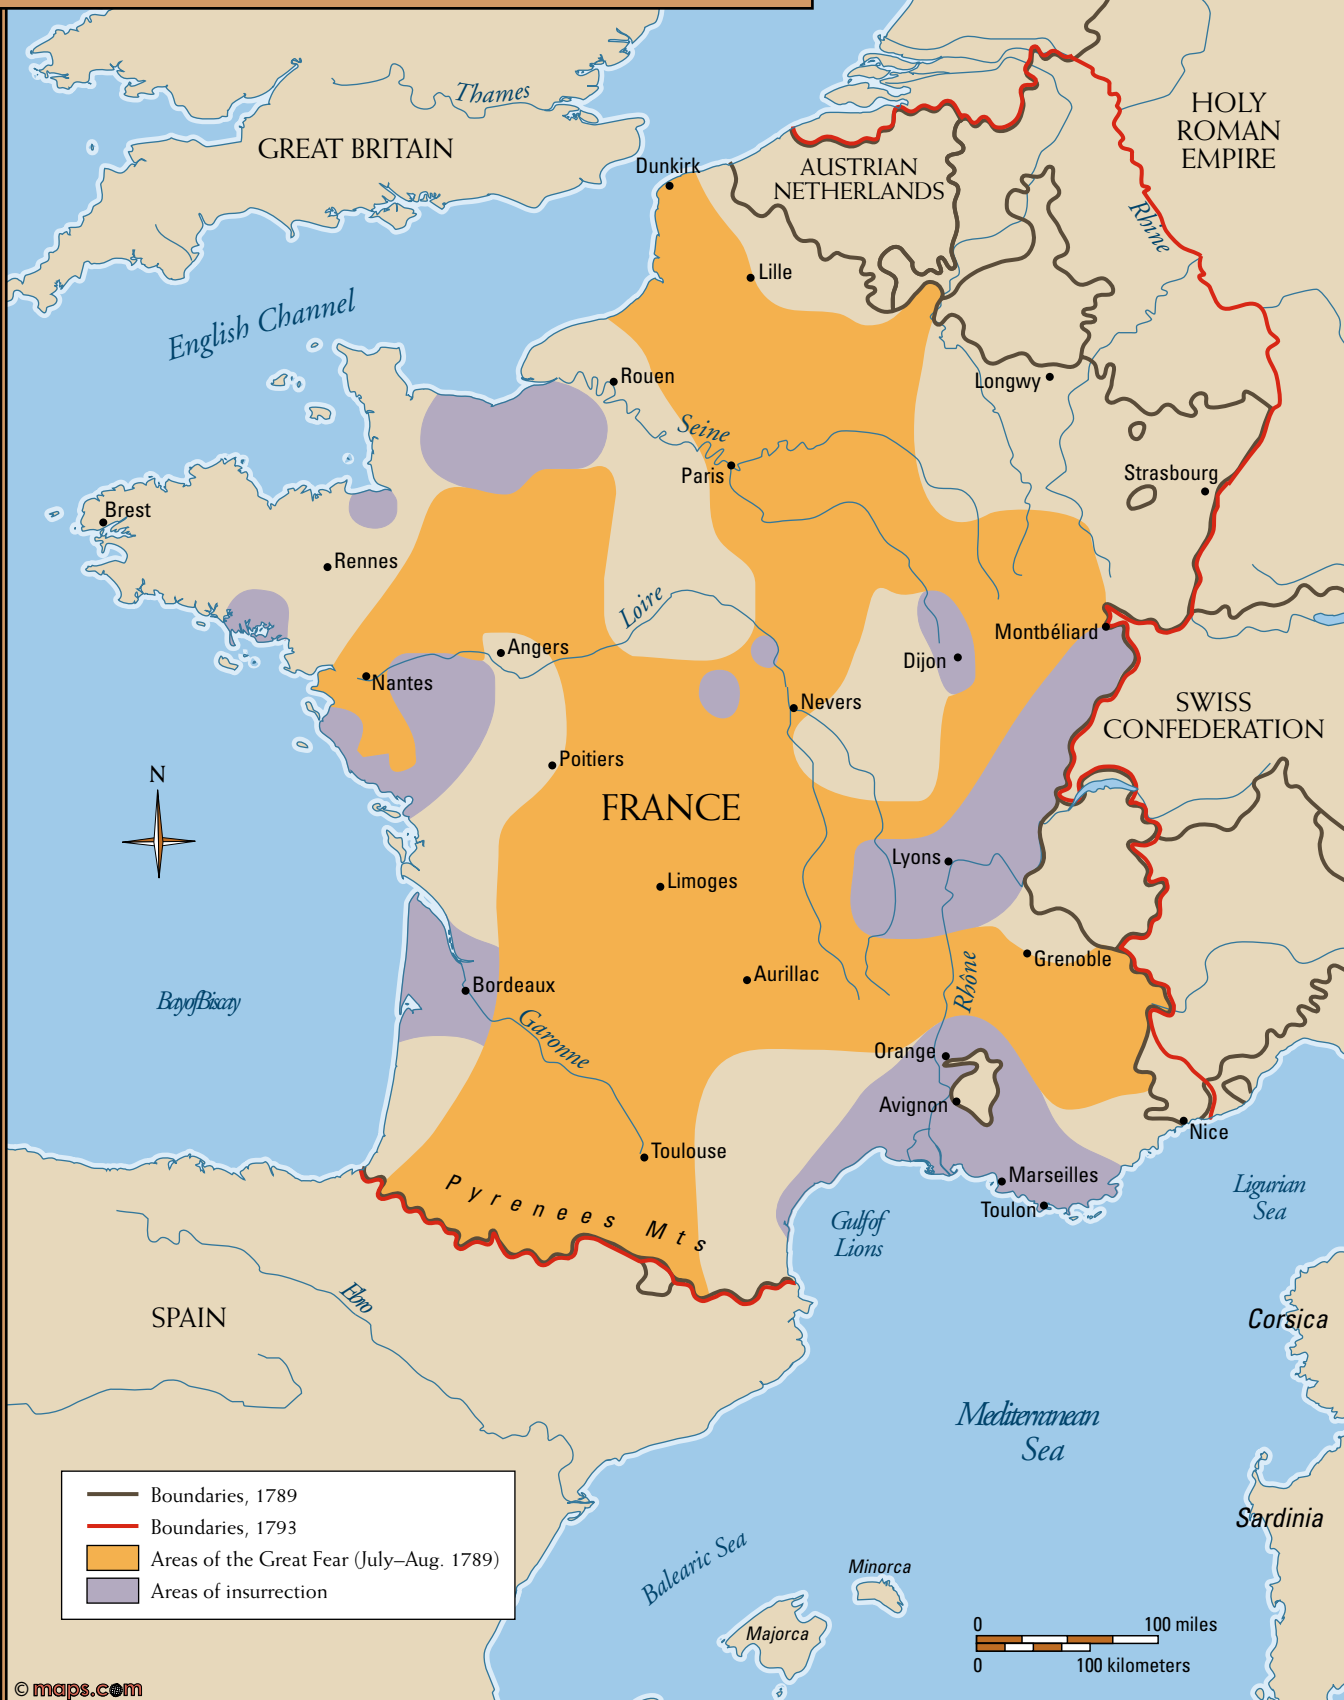 Thames
GREAT BRITAIN
HOLY
ROMAN
EMPIRE
Dunkirk
AUSTRIAN
NETHERLANDS
Rhine
Lille
English Channel
Rouen
Longwy
Seine
Paris
Strasbourg
Brest
Rennes
Loire
Angers
Montbéliard
Dijon
Nantes
Nevers
SWISS
CONFEDERATION
Poitiers
N
FRANCE
Lyons
Limoges
Grenoble
Aurillac
Rhône
Bordeaux
Bay of Biscay
Garonne
Orange
Avignon
Nice
Toulouse
Marseilles
Toulon
Pyrenees Mts
Gulf of
Lions
Ligurian
Sea
Ebro
SPAIN
Corsica
Mediterranean
Sea
Boundaries, 1789
Boundaries, 1793
Areas of the Great Fear (July–Aug. 1789)
Areas of insurrection
Sardinia
Balearic Sea
Minorca
Majorca
0 100 miles
0 100 kilometers
© maps.com